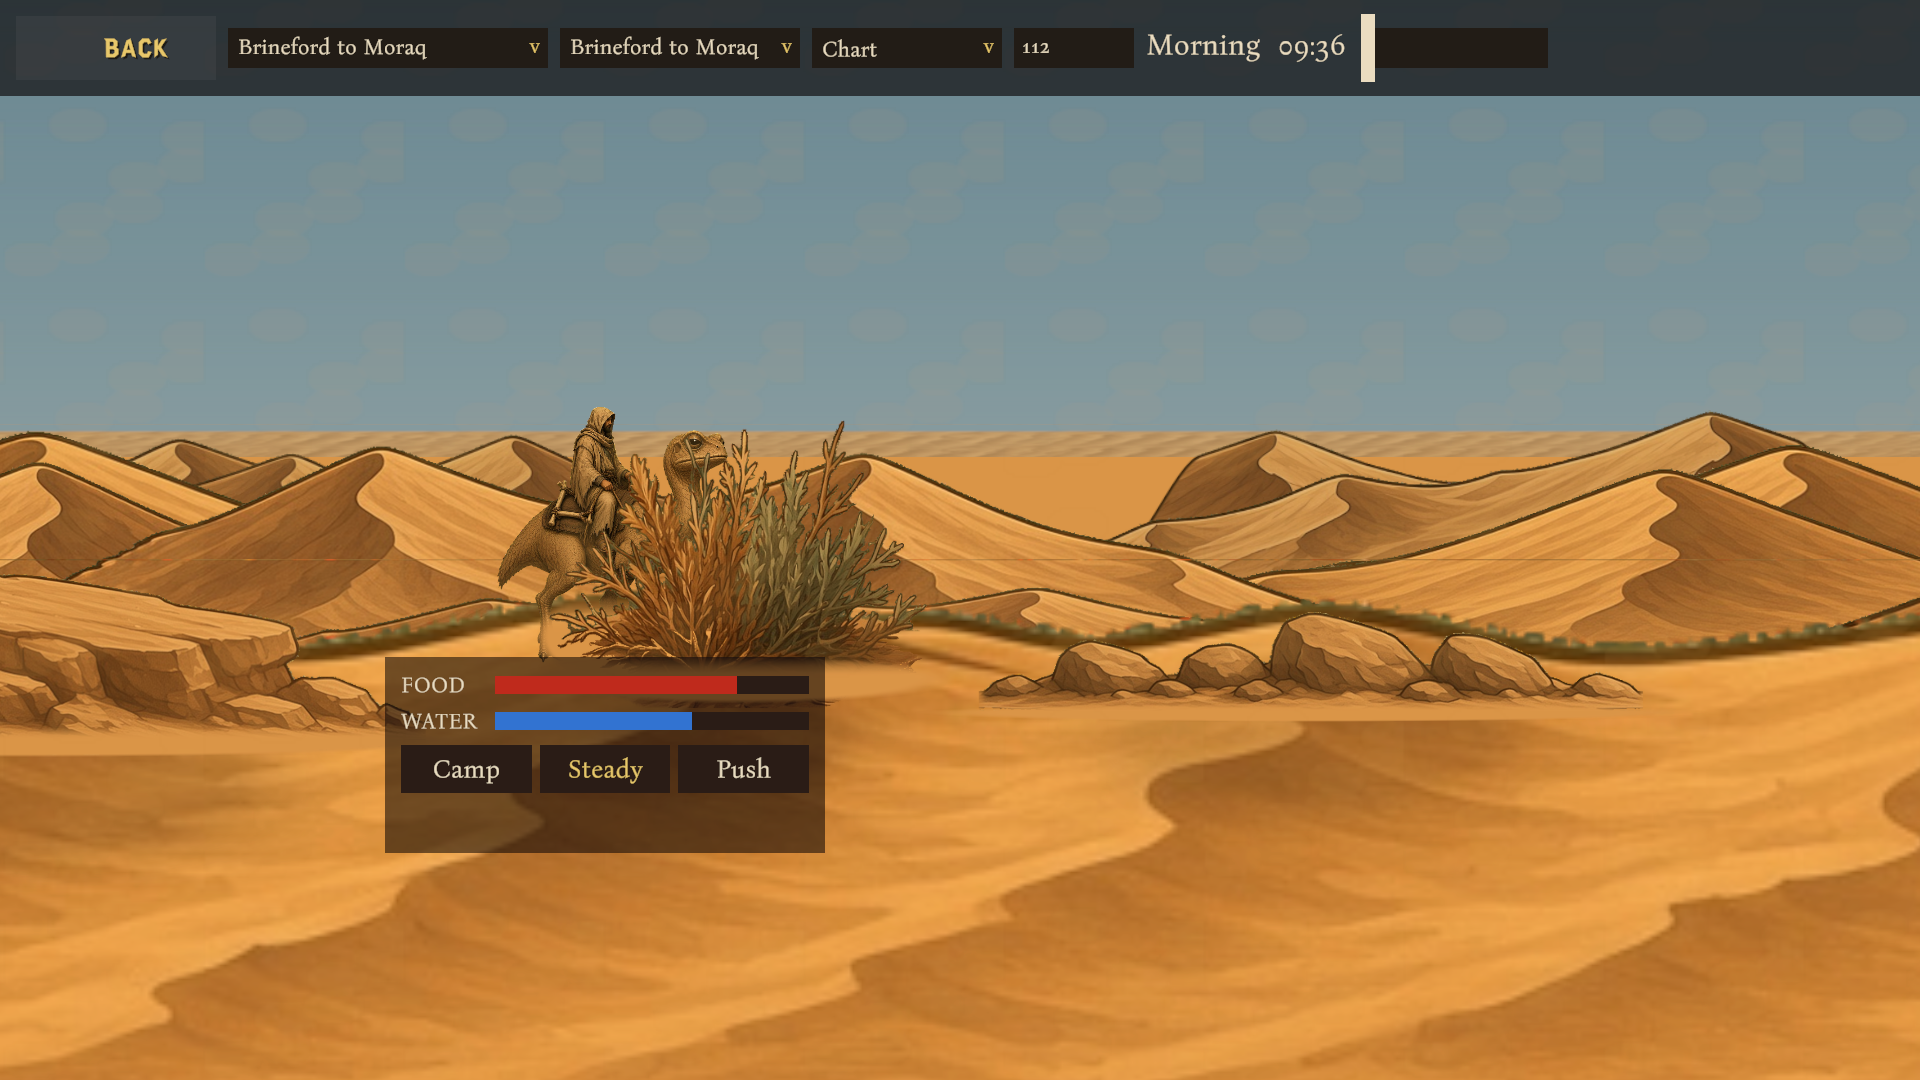 BACK
Brineford to Moraq v
Brineford to Moraq v
Chart v
112
Morning 09:36
FOOD
WATER
Camp
Steady
Push